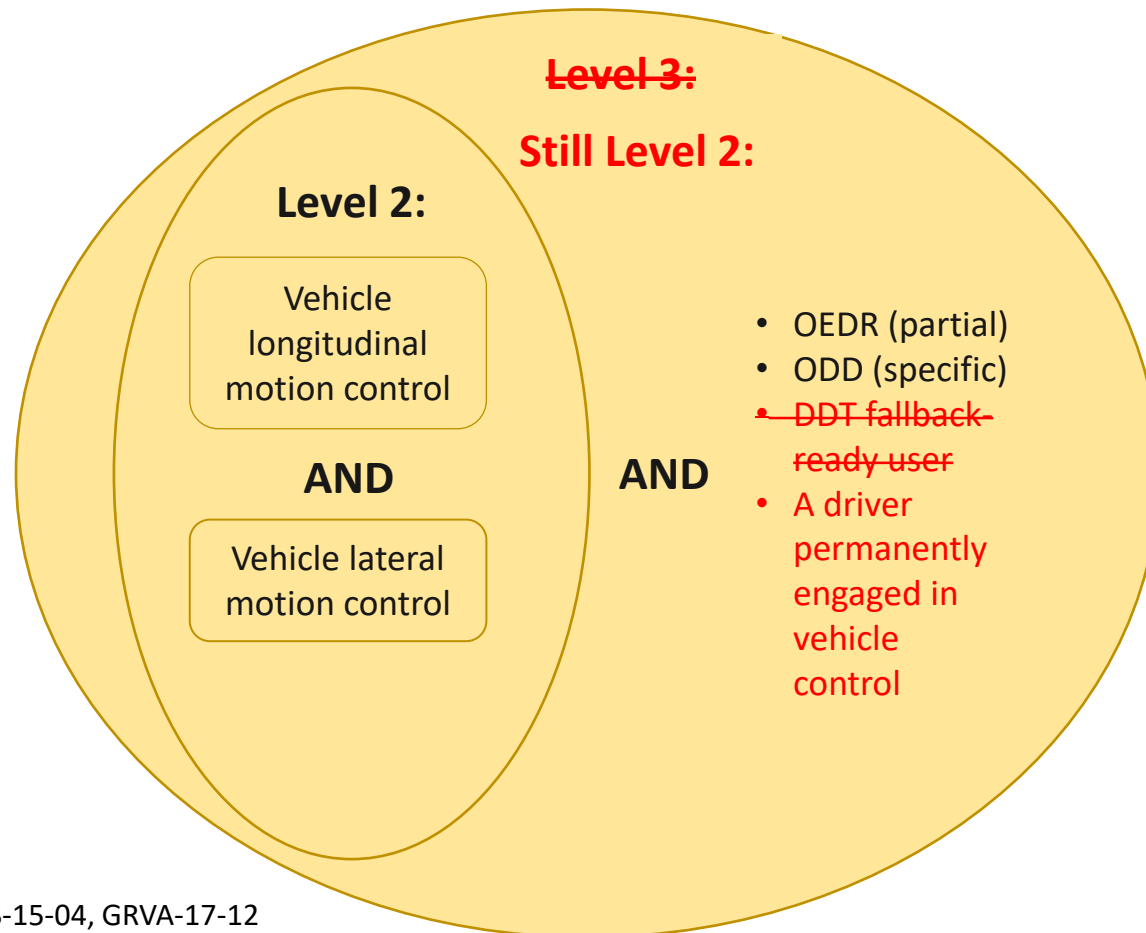 Level 3:
Still Level 2:
Level 2:
Vehicle
longitudinal
motion control
AND
Vehicle lateral
motion control
AND
• OEDR (partial)
• ODD (specific)
• DDT fallback-
ready user
• A driver
permanently
engaged in
vehicle
control
-15-04, GRVA-17-12